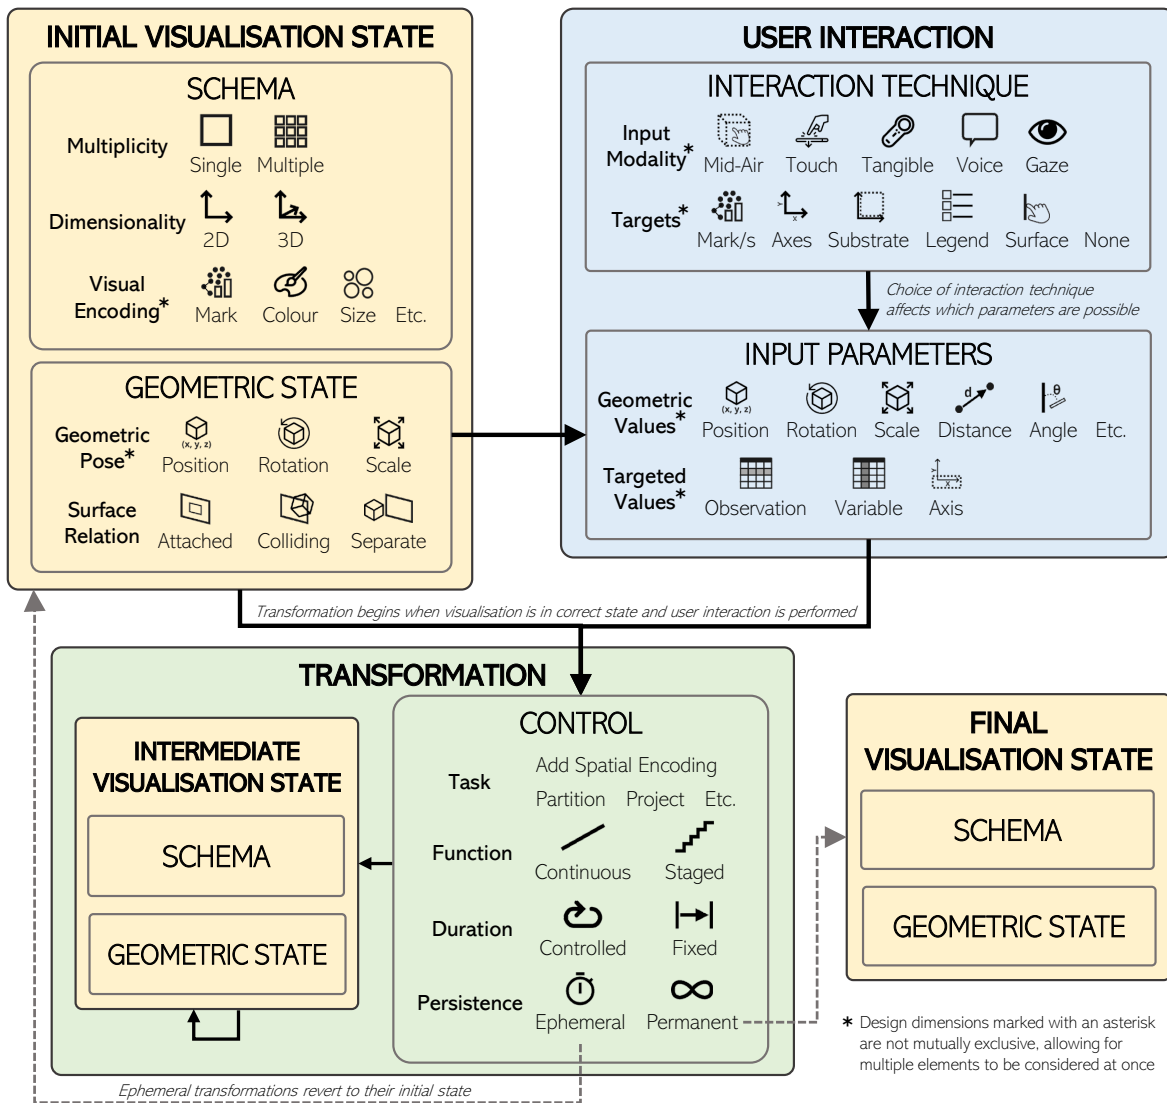 INITIAL VISUALISATION STATE
SCHEMA
Multiplicity
Single Multiple
Dimensionality
2D 3D
Visual
Encoding*
Mark Colour Size Etc.
GEOMETRIC STATE
Geometric
Pose*
(x, y, z)
Position Rotation Scale
Surface
Relation
Attached Colliding Separate
USER INTERACTION
INTERACTION TECHNIQUE
Input
Modality*
Mid-Air Touch Tangible Voice Gaze
Targets*
Y
X
Mark/s Axes Substrate Legend Surface None
Choice of interaction technique
affects which parameters are possible
INPUT PARAMETERS
Geometric
Values*
(x, y, z)
d
θ
Position Rotation Scale Distance Angle Etc.
Targeted
Values*
Y
X
Observation Variable Axis
Transformation begins when visualisation is in correct state and user interaction is performed
TRANSFORMATION
INTERMEDIATE
VISUALISATION STATE
SCHEMA
GEOMETRIC STATE
CONTROL
Task
Add Spatial Encoding
Partition Project Etc.
Function
Continuous Staged
Duration
Controlled Fixed
Persistence
Ephemeral Permanent
Ephemeral transformations revert to their initial state
FINAL
VISUALISATION STATE
SCHEMA
GEOMETRIC STATE
* Design dimensions marked with an asterisk
are not mutually exclusive, allowing for
multiple elements to be considered at once